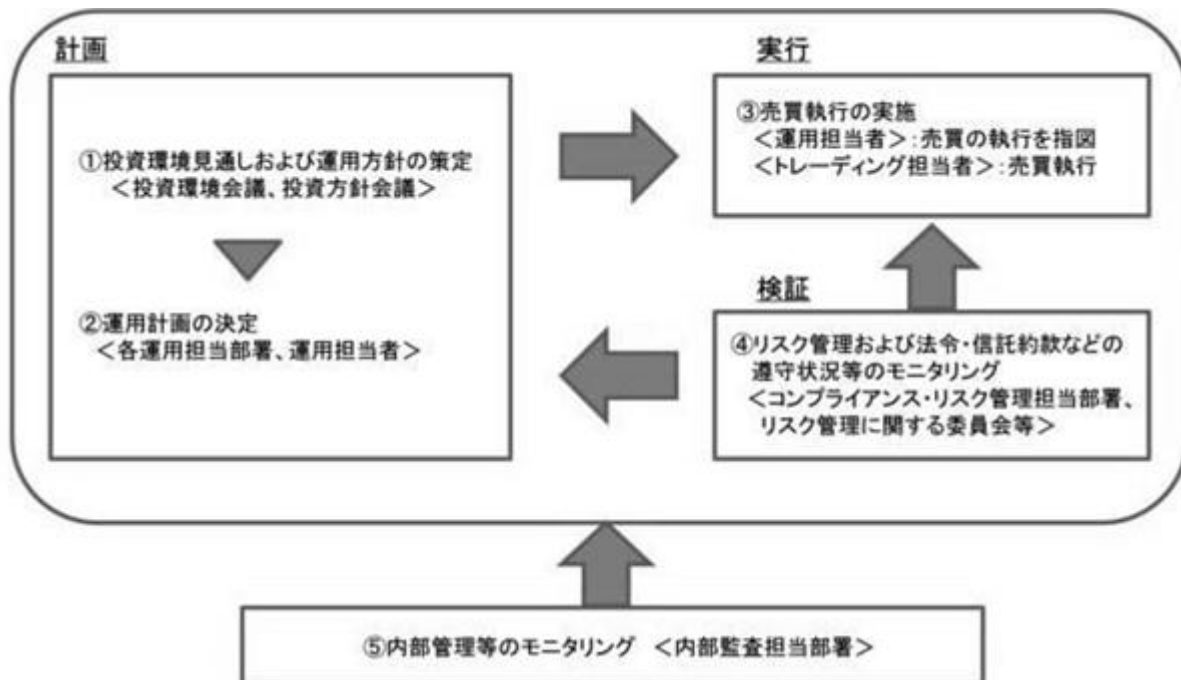 計画
①投資環境見通しおよび運用方針の策定
<投資環境会議、投資方針会議>
②運用計画の決定
<各運用担当部署、運用担当者>
実行
③売買執行の実施
<運用担当者>:売買の執行を指図
<トレーディング担当者>:売買執行
検証
④リスク管理および法令・信託約款などの
遵守状況等のモニタリング
<コンプライアンス・リスク管理担当部署、
リスク管理に関する委員会等>
⑤内部管理等のモニタリング <内部監査担当部署>